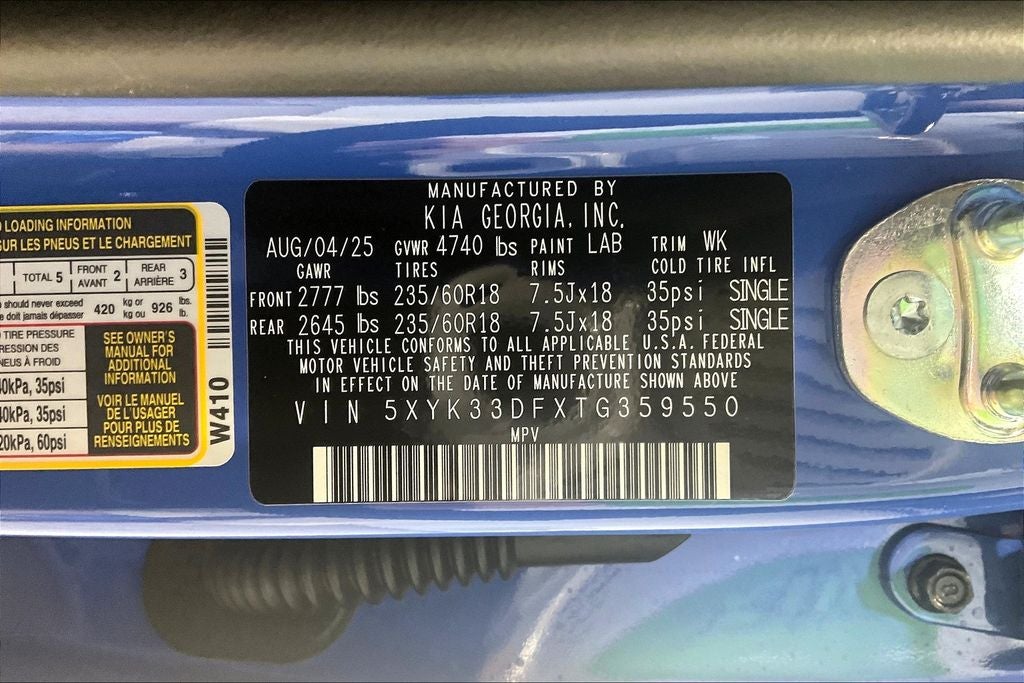 LOADING INFORMATION
SUR LES PNEUS ET LE CHARGEMENT
TOTAL 5 FRONT AVANT 2 REAR ARRIÈRE 3
should never exceed
e doit jamais dépasser 420 kg or kg ou 926 lbs. lb.
TIRE PRESSURE
RESSION DES
NEUS À FROID
40kPa, 35psi
40kPa, 35psi
20kPa, 60psi
SEE OWNER'S
MANUAL FOR
ADDITIONAL
INFORMATION
VOIR LE MANUEL
DE L'USAGER
POUR PLUS DE
RENSEIGNEMENTS
W410
MANUFACTURED BY
KIA GEORGIA, INC.
AUG/04/25 GVWR 4740 lbs PAINT LAB TRIM WK
GAWR TIRES RIMS COLD TIRE INFL
FRONT 2777 lbs 235/60R18 7.5Jx18 35psi SINGLE
REAR 2645 lbs 235/60R18 7.5Jx18 35psi SINGLE
THIS VEHICLE CONFORMS TO ALL APPLICABLE U.S.A. FEDERAL
MOTOR VEHICLE SAFETY AND THEFT PREVENTION STANDARDS
IN EFFECT ON THE DATE OF MANUFACTURE SHOWN ABOVE
VIN 5XYK33DFXTG359550
MPV